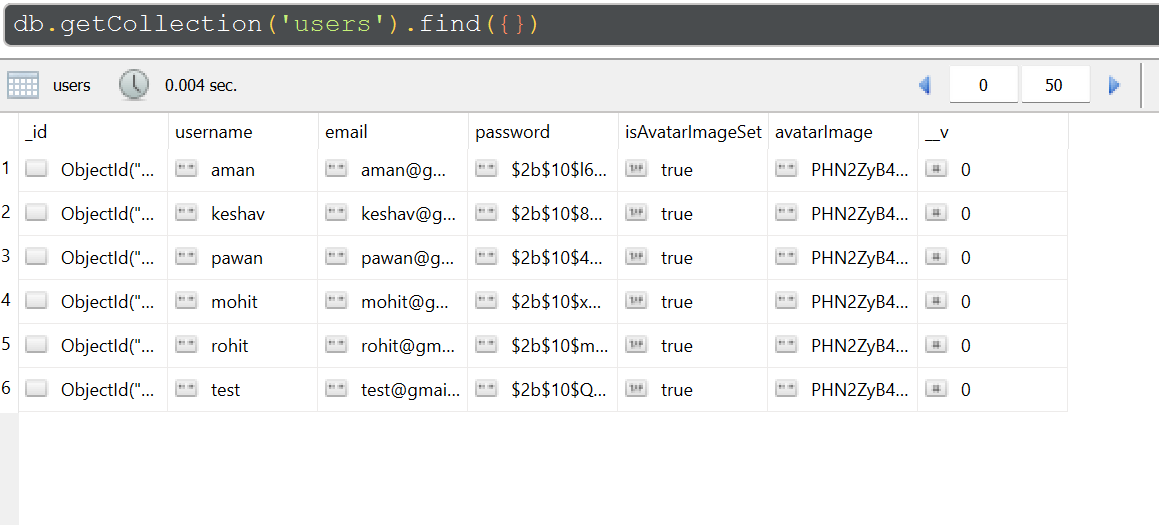 db.getCollection('users').find({})
users 0.004 sec. 0 50
_id username email password isAvatarImageSet avatarImage __v
1 ObjectId("... aman aman@g... $2b$10$l6... true PHN2ZyB4... 0
2 ObjectId("... keshav keshav@g... $2b$10$8... true PHN2ZyB4... 0
3 ObjectId("... pawan pawan@g... $2b$10$4... true PHN2ZyB4... 0
4 ObjectId("... mohit mohit@g... $2b$10$x... true PHN2ZyB4... 0
5 ObjectId("... rohit rohit@gm... $2b$10$m... true PHN2ZyB4... 0
6 ObjectId("... test test@gmai... $2b$10$Q... true PHN2ZyB4... 0